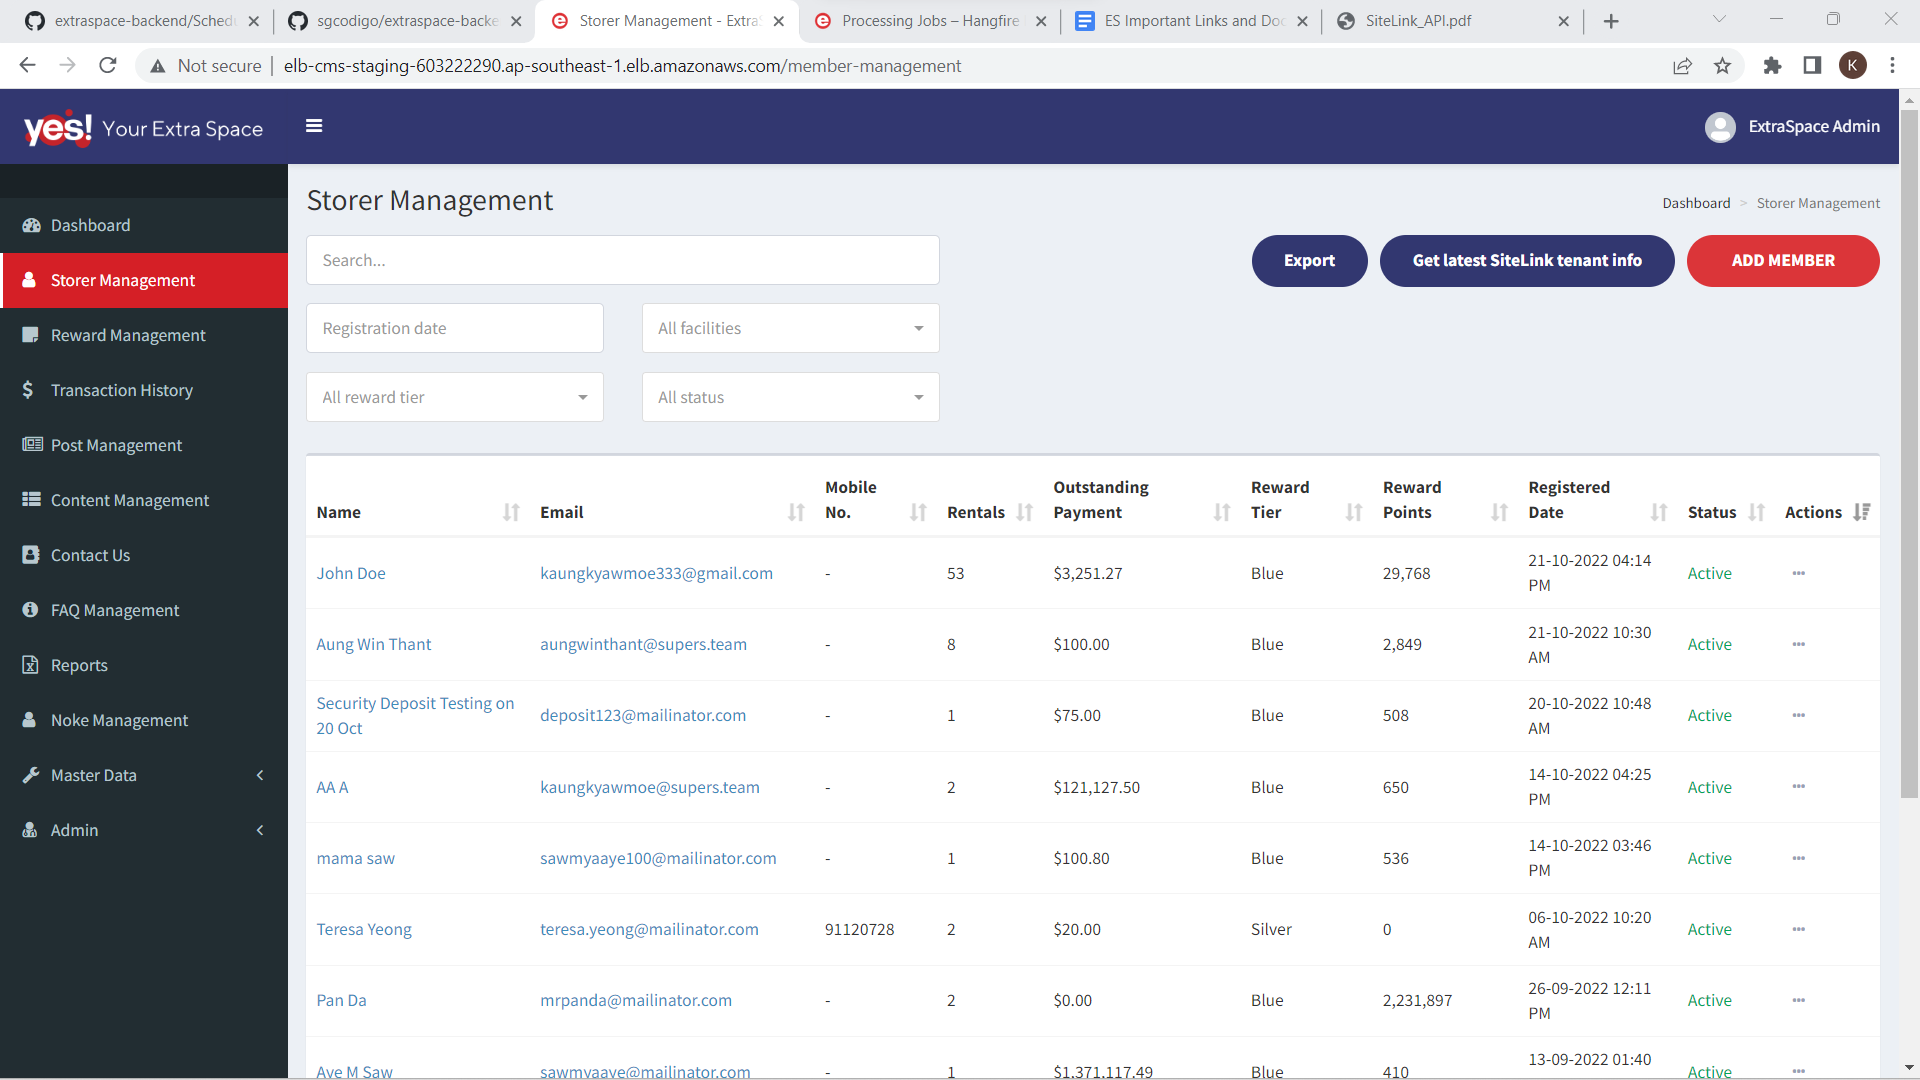 extraspace-backend/Schedu
sgcodigo/extraspace-backe
Storer Management - ExtraS
Processing Jobs – Hangfire
ES Important Links and Doc
SiteLink_API.pdf
Not secure
elb-cms-staging-603222290.ap-southeast-1.elb.amazonaws.com/member-management
K
yes! Your Extra Space
ExtraSpace Admin
Dashboard
Storer Management
Reward Management
Transaction History
Post Management
Content Management
Contact Us
FAQ Management
Reports
Noke Management
Master Data
Admin
Storer Management
Dashboard > Storer Management
Search...
Export
Get latest SiteLink tenant info
ADD MEMBER
Registration date
All facilities
All reward tier
All status
Name Email Mobile No. Rentals Outstanding Payment Reward Tier Reward Points Registered Date Status Actions
John Doe kaungkyawmoe333@gmail.com - 53 $3,251.27 Blue 29,768 21-10-2022 04:14 PM Active
Aung Win Thant aungwinthant@supers.team - 8 $100.00 Blue 2,849 21-10-2022 10:30 AM Active
Security Deposit Testing on 20 Oct deposit123@mailinator.com - 1 $75.00 Blue 508 20-10-2022 10:48 AM Active
AA A kaungkyawmoe@supers.team - 2 $121,127.50 Blue 650 14-10-2022 04:25 PM Active
mama saw sawmyaaye100@mailinator.com - 1 $100.80 Blue 536 14-10-2022 03:46 PM Active
Teresa Yeong teresa.yeong@mailinator.com 91120728 2 $20.00 Silver 0 06-10-2022 10:20 AM Active
Pan Da mrpanda@mailinator.com - 2 $0.00 Blue 2,231,897 26-09-2022 12:11 PM Active
Aye M Saw sawmyaaye@mailinator.com - 1 $1,371,117.49 Blue 410 13-09-2022 01:40 Active